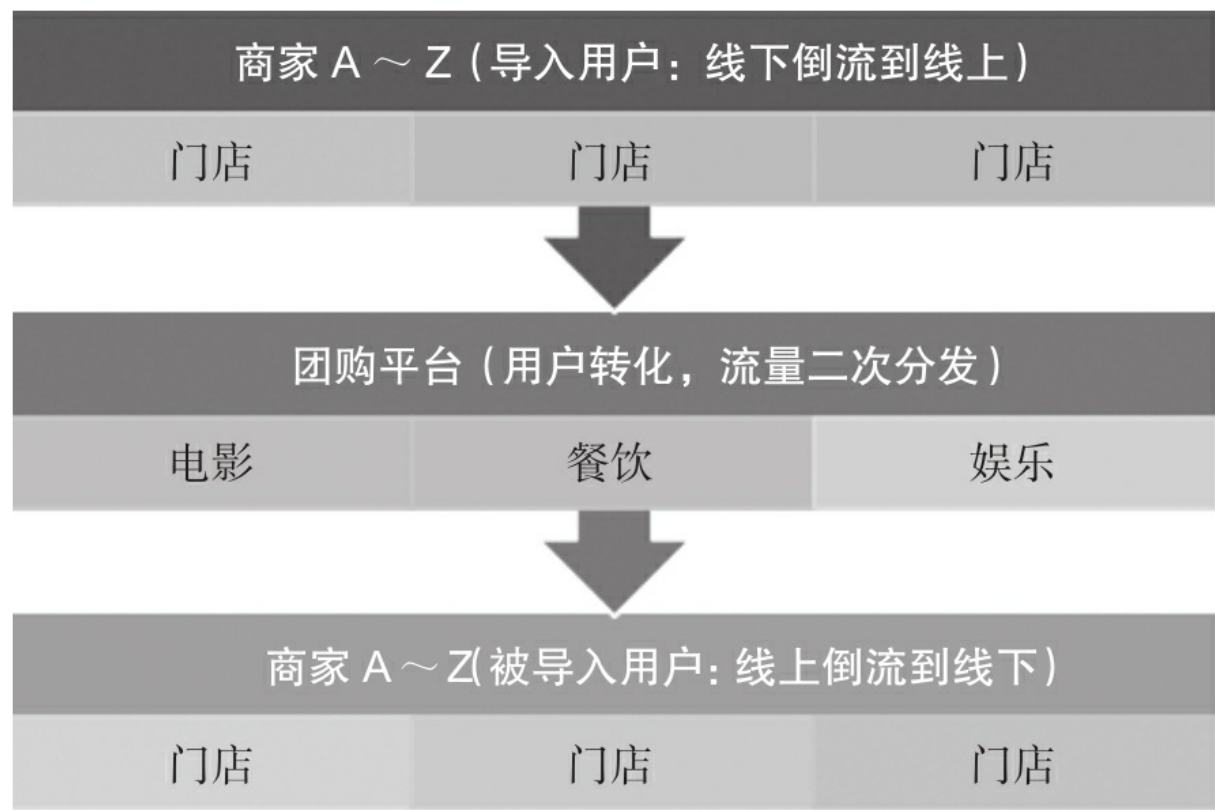 商家 A～Z（导入用户：线下倒流到线上）
门店 门店 门店
团购平台（用户转化，流量二次分发）
电影 餐饮 娱乐
商家 A～Z(被导入用户：线上倒流到线下）
门店 门店 门店